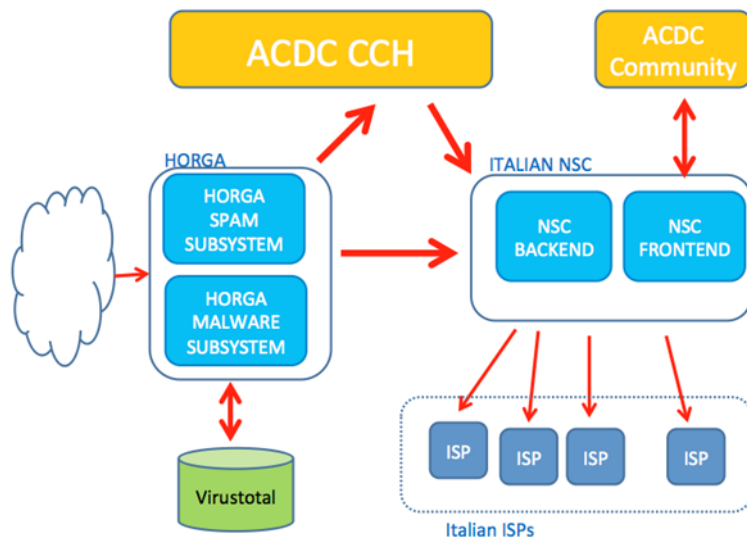 ACDC CCH
ACDC
Community
HORGA
ITALIAN NSC
HORGA
SPAM
SUBSYSTEM
NSC
BACKEND
NSC
FRONTEND
HORGA
MALWARE
SUBSYSTEM
Virustotal
ISP
ISP
ISP
ISP
Italian ISPs